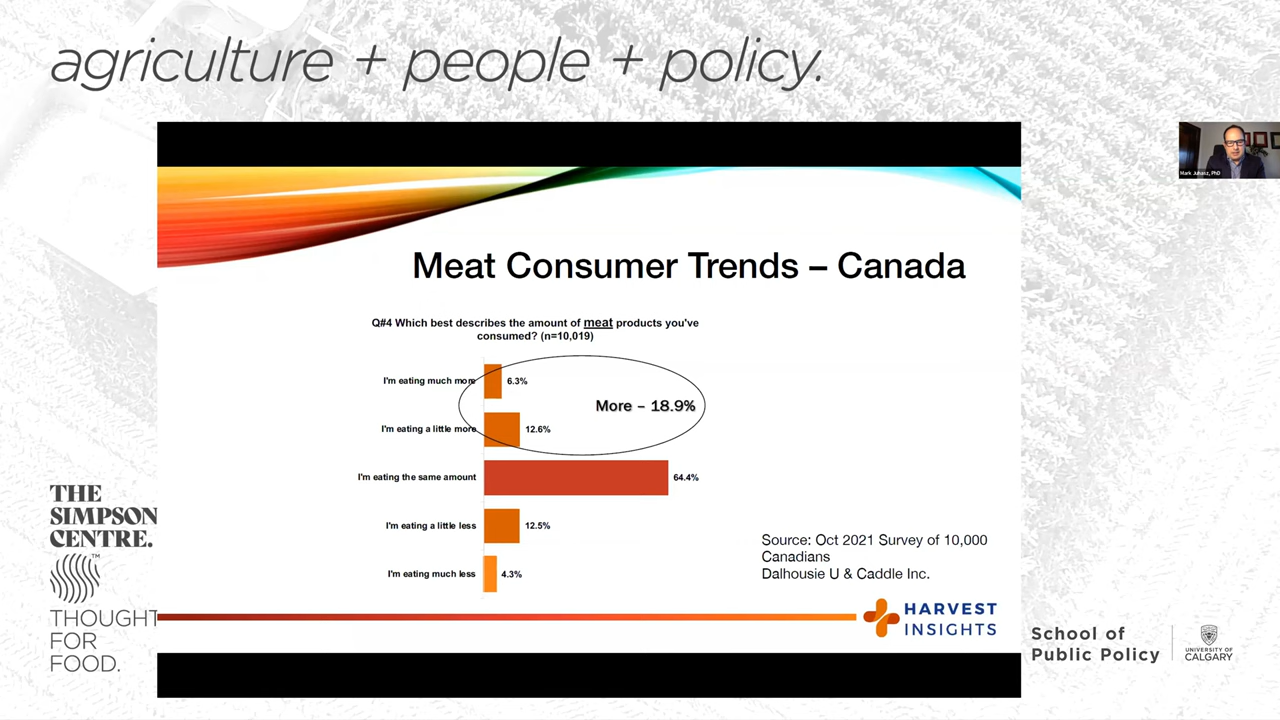 agriculture + people + policy.
Mark Juhasz, PhD
Meat Consumer Trends – Canada
Q#4 Which best describes the amount of meat products you've
consumed? (n=10,019)
I'm eating much more
6.3%
More – 18.9%
I'm eating a little more
12.6%
I'm eating the same amount
64.4%
I'm eating a little less
12.5%
I'm eating much less
4.3%
Source: Oct 2021 Survey of 10,000
Canadians
Dalhousie U & Caddle Inc.
HARVEST
INSIGHTS
THE
SIMPSON
CENTRE.
TM
THOUGHT
FOR
FOOD.
School of
Public Policy
UNIVERSITY OF
CALGARY